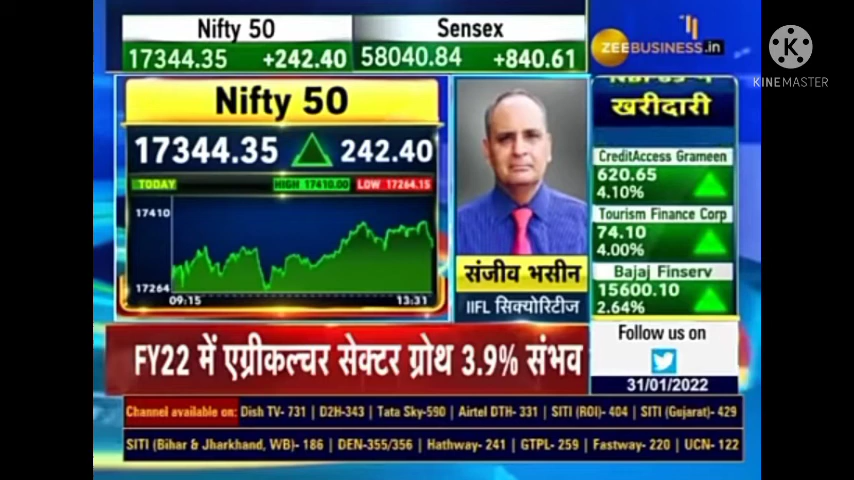 Nifty 50
17344.35 +242.40
Sensex
58040.84 +840.61
ZEEBUSINESS.in
K
KINEMASTER
Nifty 50
17344.35 242.40
TODAY HIGH 17410.00 LOW 17264.15
17410
17264
09:15 13:31
संजीव भसीन
IIFL सिक्योरिटीज
खरीदारी
CreditAccess Grameen
620.65
4.10%
Tourism Finance Corp
74.10
4.00%
Bajaj Finserv
15600.10
2.64%
FY22 में एग्रीकल्चर सेक्टर ग्रोथ 3.9% संभव
Follow us on
31/01/2022
Channel available on: Dish TV- 731 | D2H-343 | Tata Sky-590 | Airtel DTH- 331 | SITI (ROI)- 404 | SITI (Gujarat)- 429
SITI (Bihar & Jharkhand, WB)- 186 | DEN-355/356 | Hathway- 241 | GTPL- 259 | Fastway- 220 | UCN- 122